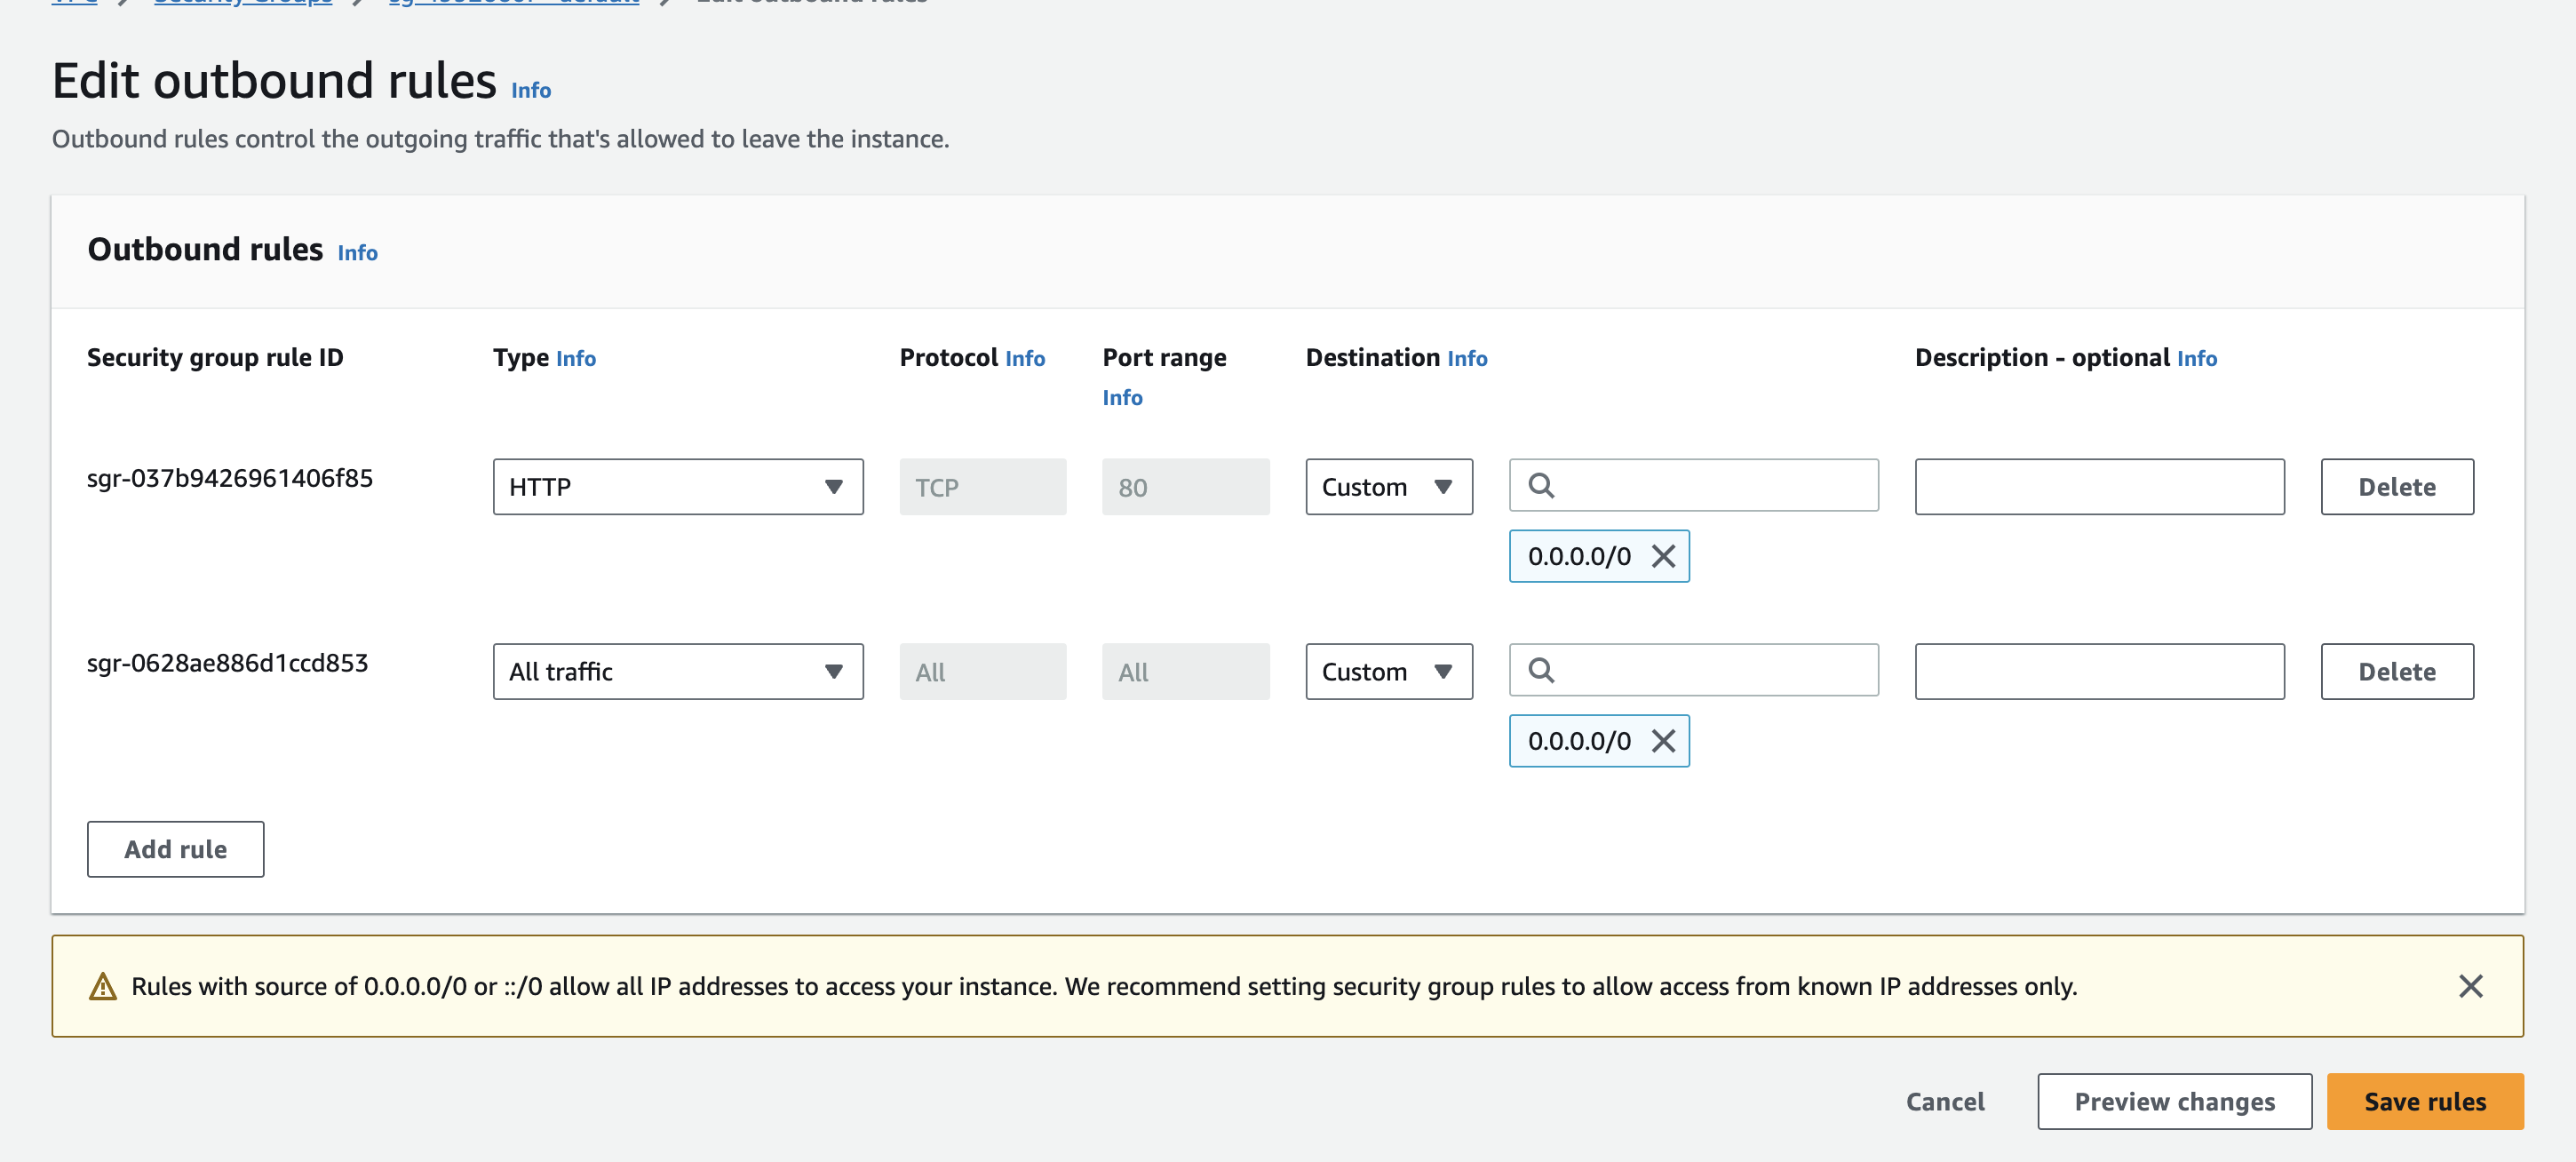 Edit outbound rules Info
Outbound rules control the outgoing traffic that's allowed to leave the instance.
Outbound rules Info
Security group rule ID Type Info Protocol Info Port range Info Destination Info Description - optional Info
sgr-037b9426961406f85 HTTP TCP 80 Custom Delete
0.0.0.0/0
sgr-0628ae886d1ccd853 All traffic All All Custom Delete
0.0.0.0/0
Add rule
Rules with source of 0.0.0.0/0 or ::/0 allow all IP addresses to access your instance. We recommend setting security group rules to allow access from known IP addresses only.
Cancel Preview changes Save rules